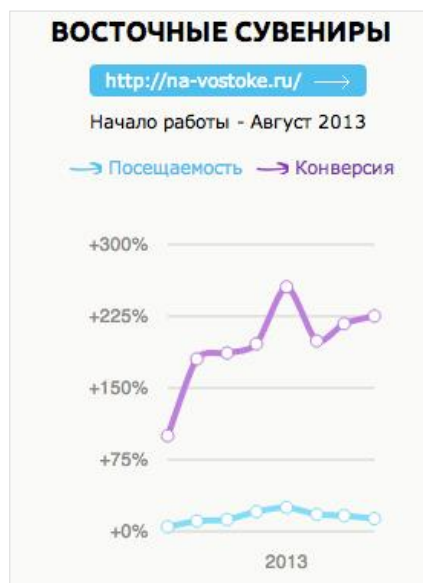 ВОСТОЧНЫЕ СУВЕНИРЫ
http://na-vostoke.ru/
Начало работы - Август 2013
Посещаемость Конверсия
+300%
+225%
+150%
+75%
+0%
2013